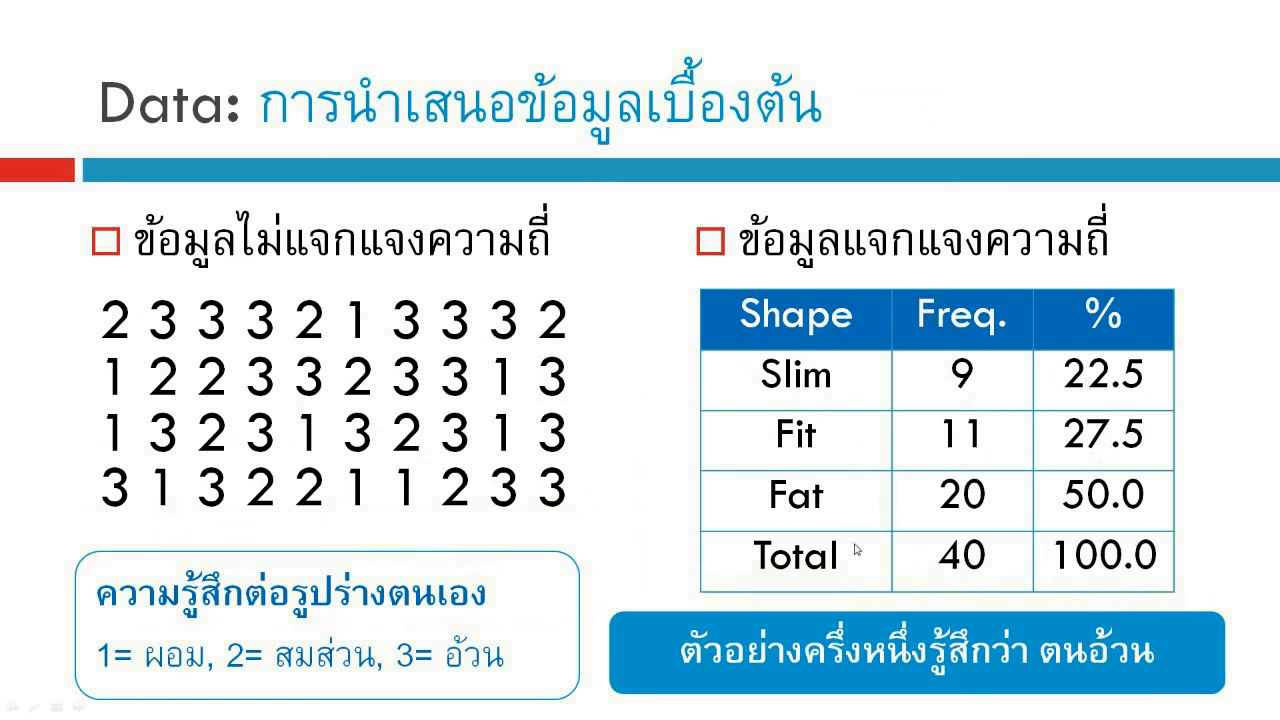 Data: การนำเสนอข้อมูลเบื้องต้น
ข้อมูลไม่แจกแจงความถี่
2 3 3 3 2 1 3 3 3 2
1 2 2 3 3 2 3 3 1 3
1 3 2 3 1 3 2 3 1 3
3 1 3 2 2 1 1 2 3 3
ความรู้สึกต่อรูปร่างตนเอง
1= ผอม, 2= สมส่วน, 3= อ้วน
ข้อมูลแจกแจงความถี่
Shape Freq. %
Slim 9 22.5
Fit 11 27.5
Fat 20 50.0
Total 40 100.0
ตัวอย่างครึ่งหนึ่งรู้สึกว่า ตนอ้วน